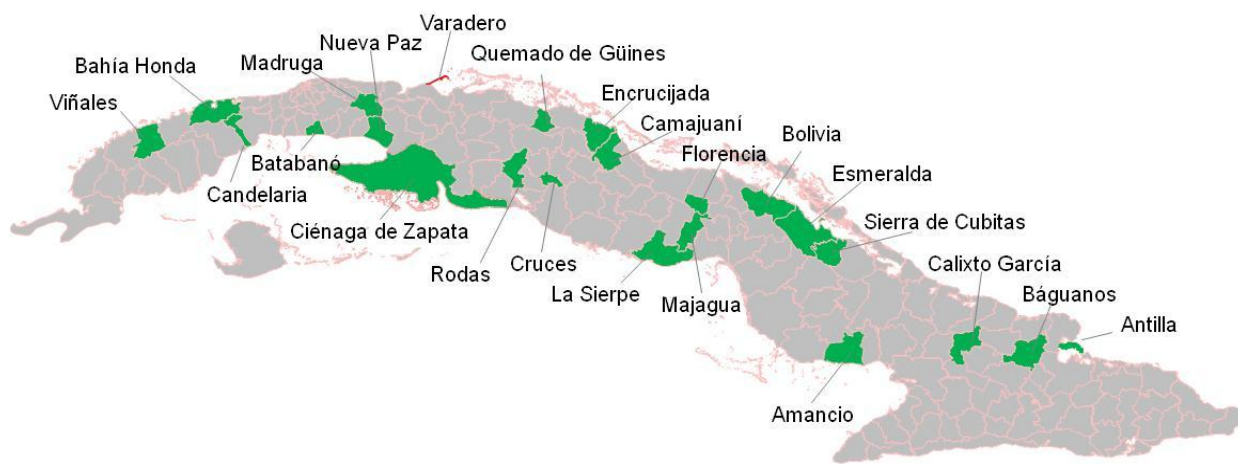 Varadero
Nueva Paz
Quemado de Güines
Madruga
Bahía Honda
Encrucijada
Viñales
Camajuaní
Bolivia
Florencia
Batabanó
Esmeralda
Candelaria
Sierra de Cubitas
Ciénaga de Zapata
Cruces
Calixto García
Rodas
La Sierpe
Báguanos
Majagua
Antilla
Amancio